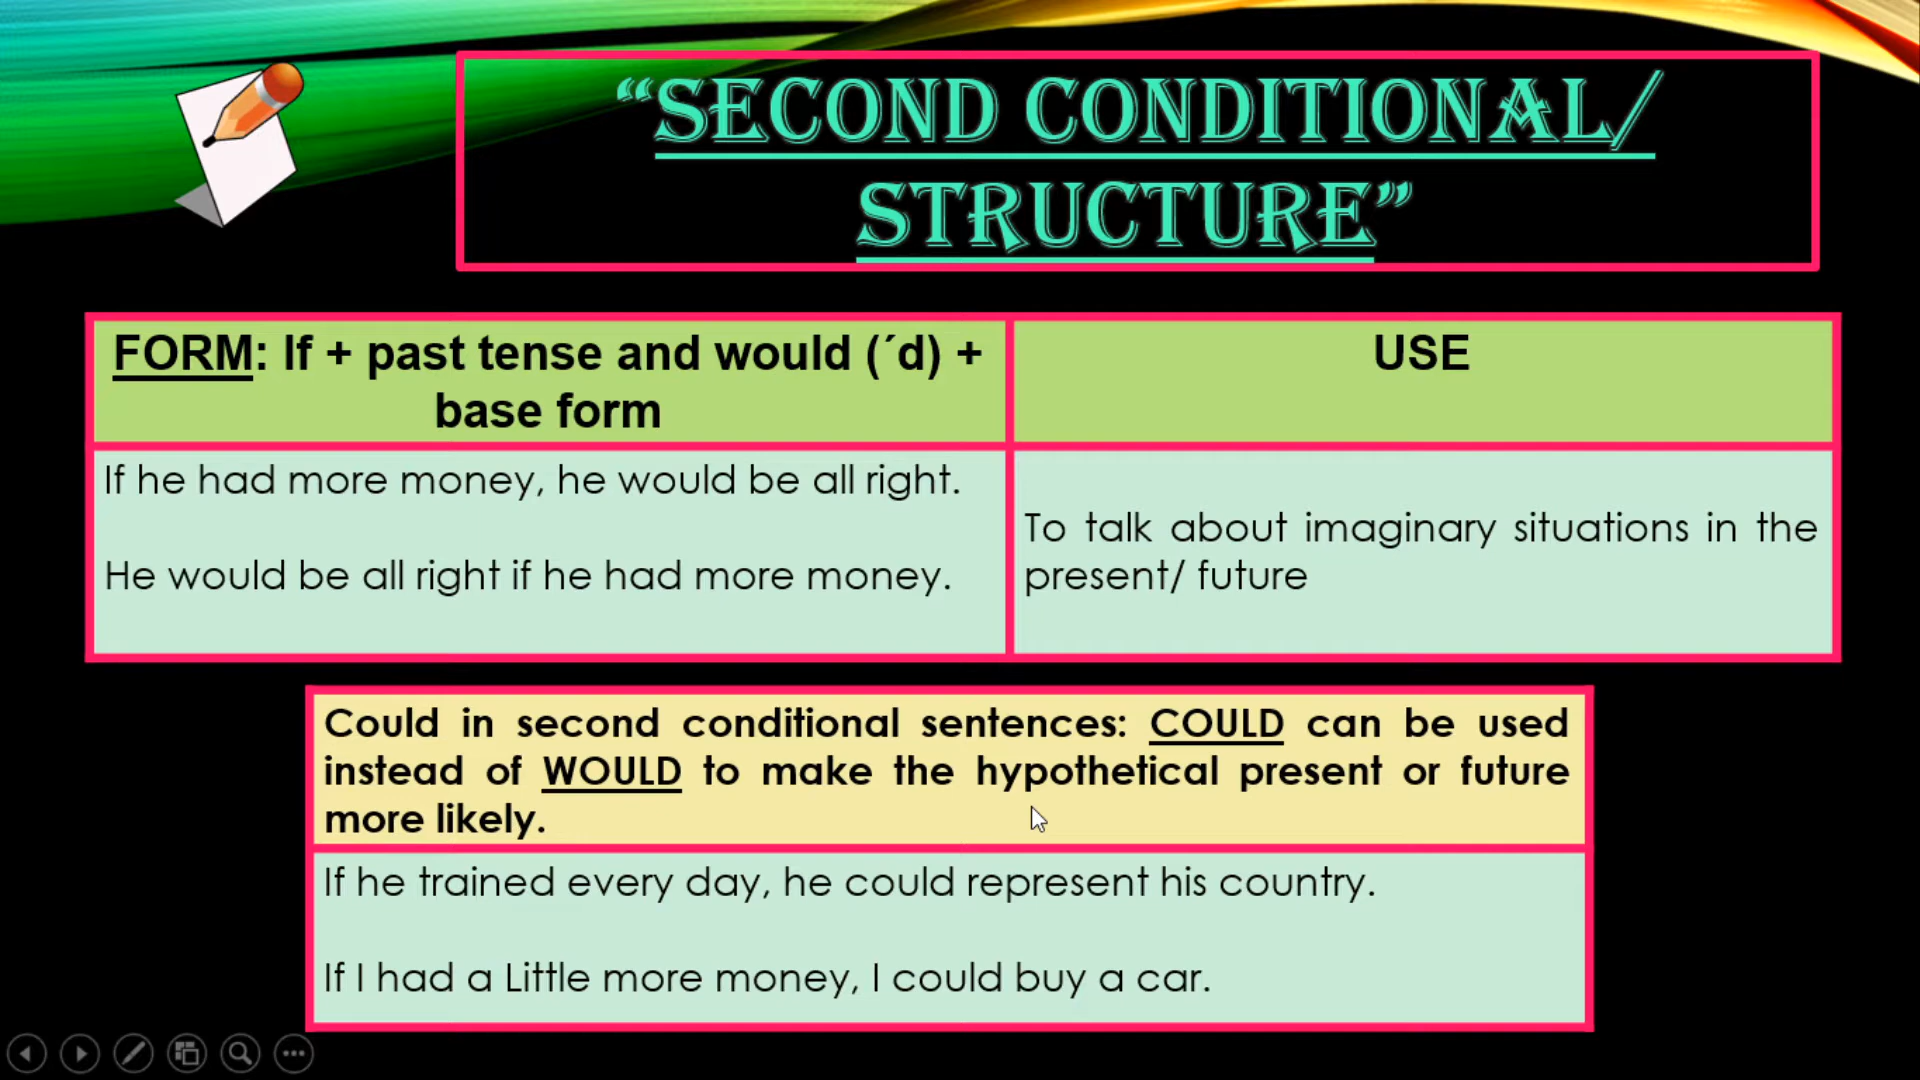 “SECOND CONDITIONAL/
STRUCTURE”
FORM: If + past tense and would (´d) +
base form
USE
If he had more money, he would be all right.
He would be all right if he had more money.
To talk about imaginary situations in the
present/ future
Could in second conditional sentences: COULD can be used
instead of WOULD to make the hypothetical present or future
more likely.
If he trained every day, he could represent his country.
If I had a Little more money, I could buy a car.